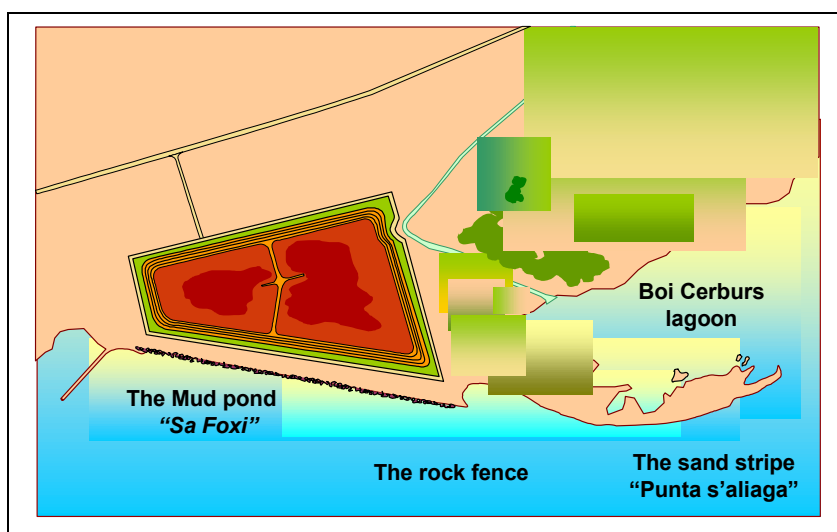 Boi Cerburs
lagoon
The Mud pond
“Sa Foxi”
The rock fence
The sand stripe
“Punta s’aliaga”